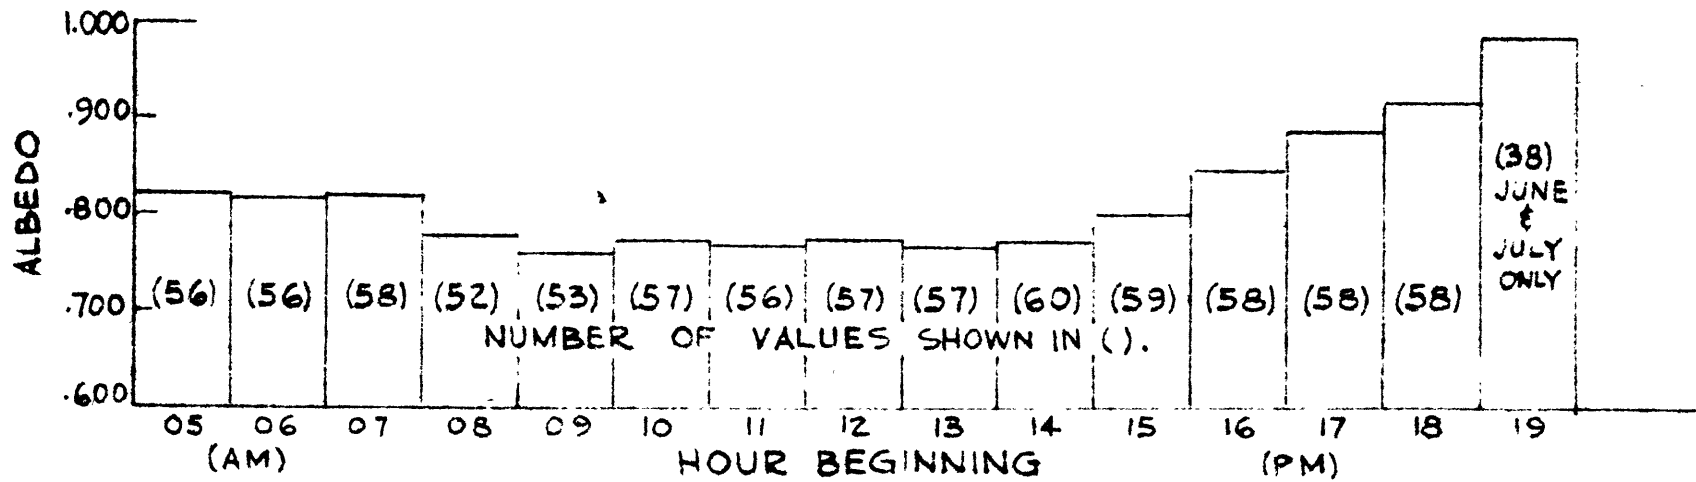 1.000
.900
.800
.700
.600
ALBEDO
(56) (56) (58) (52) (53) (57) (56) (57) (57) (60) (59) (58) (58) (58)
(38)
JUNE
&
JULY
ONLY
NUMBER OF VALUES SHOWN IN ().
05 06 07 08 09 10 11 12 13 14 15 16 17 18 19
(AM) HOUR BEGINNING (PM)